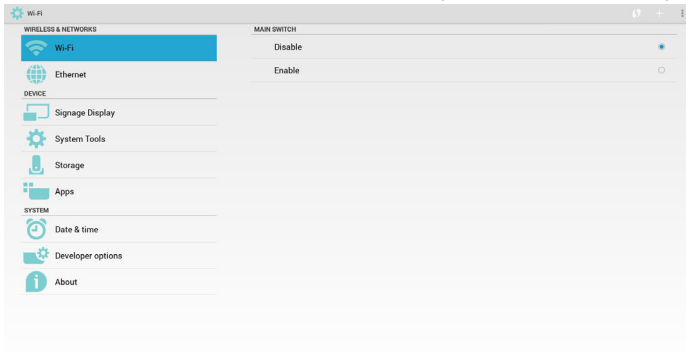 Wi-Fi
WIRELESS & NETWORKS
Wi-Fi
Ethernet
DEVICE
Signage Display
System Tools
Storage
Apps
SYSTEM
Date & time
Developer options
About
MAIN SWITCH
Disable
Enable